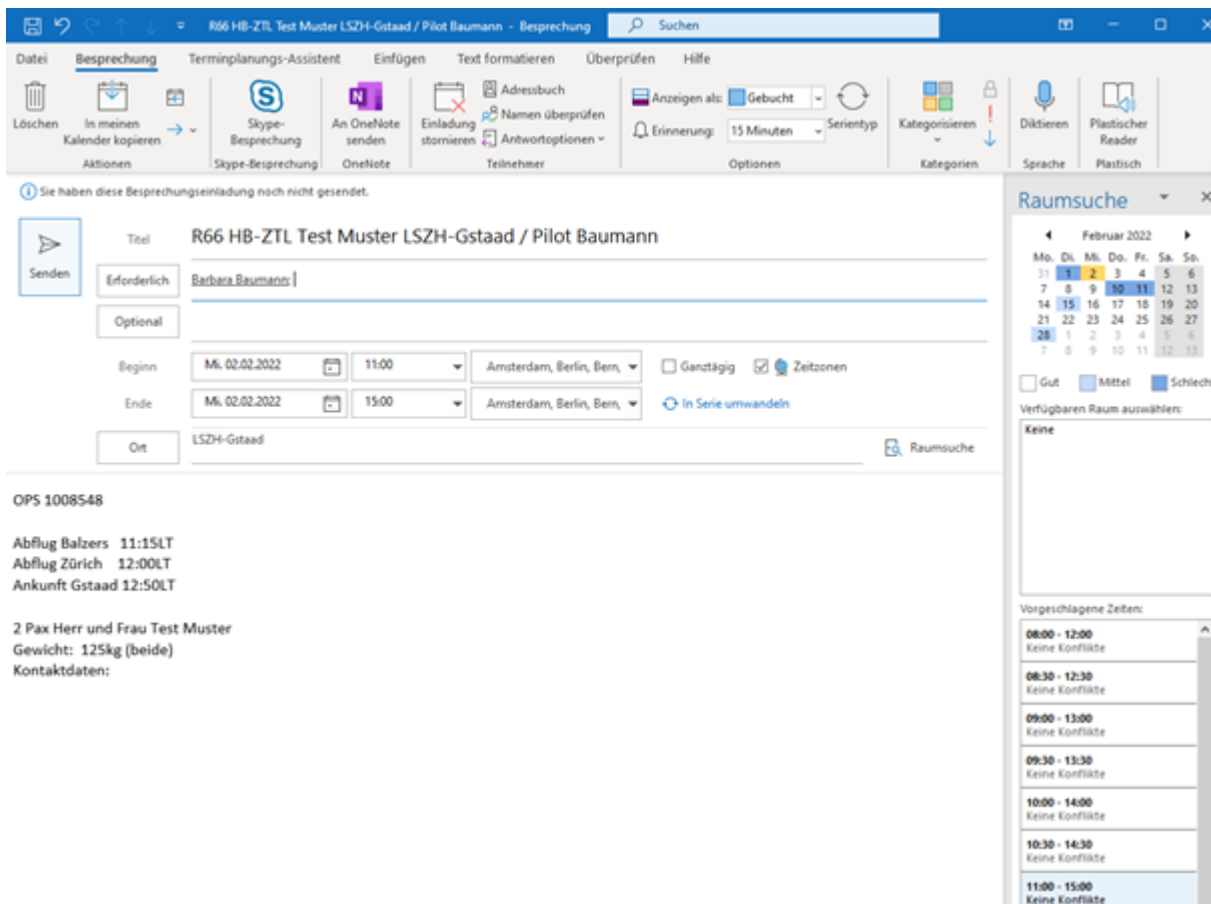 R66 HB-ZTL Test Muster LSZH-Gstaad / Pilot Baumann - Besprechung
Suchen
Datei Besprechung Terminplanungs-Assistent Einfügen Text formatieren Überprüfen Hilfe
Löschen
In meinen
Kalender kopieren
Aktionen
Skype-
Besprechung
Skype-Besprechung
An OneNote
senden
OneNote
Einladung
stornieren
Adressbuch
Namen überprüfen
Antwortoptionen
Teilnehmer
Anzeigen als: Gebucht
Erinnerung: 15 Minuten
Serientyp
Optionen
Kategorisieren
Kategorien
Diktieren
Sprache
Plastischer
Reader
Plastisch
Sie haben diese Besprechungseinladung noch nicht gesendet.
Senden
Titel R66 HB-ZTL Test Muster LSZH-Gstaad / Pilot Baumann
Erforderlich Barbara Baumann;
Optional
Beginn Mi. 02.02.2022 11:00 Amsterdam, Berlin, Bern, Ganztägig Zeitzonen
Ende Mi. 02.02.2022 15:00 Amsterdam, Berlin, Bern, In Serie umwandeln
Ort LSZH-Gstaad Raumsuche
OPS 1008548
Abflug Balzers 11:15LT
Abflug Zürich 12:00LT
Ankunft Gstaad 12:50LT
2 Pax Herr und Frau Test Muster
Gewicht: 125kg (beide)
Kontaktdaten:
Raumsuche
Februar 2022
Mo. Di. Mi. Do. Fr. Sa. So.
31 1 2 3 4 5 6
7 8 9 10 11 12 13
14 15 16 17 18 19 20
21 22 23 24 25 26 27
28 1 2 3 4 5 6
7 8 9 10 11 12 13
Gut Mittel Schlech
Verfügbaren Raum auswählen:
Keine
Vorgeschlagene Zeiten:
08:00 - 12:00
Keine Konflikte
08:30 - 12:30
Keine Konflikte
09:00 - 13:00
Keine Konflikte
09:30 - 13:30
Keine Konflikte
10:00 - 14:00
Keine Konflikte
10:30 - 14:30
Keine Konflikte
11:00 - 15:00
Keine Konflikte